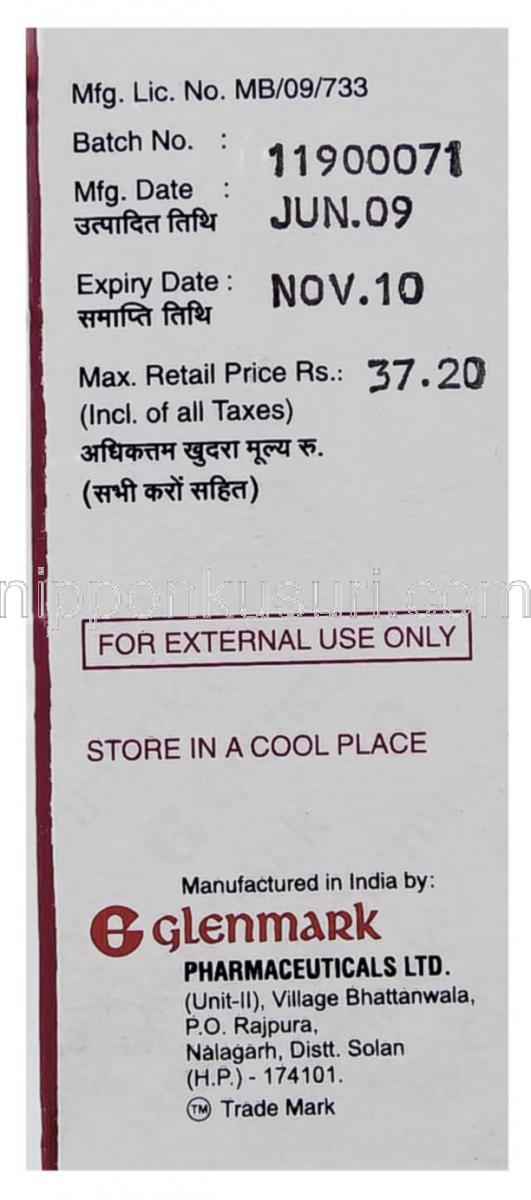 Mfg. Lic. No. MB/09/733
Batch No. : 11900071
Mfg. Date : JUN.09
उत्पादित तिथि
Expiry Date : NOV.10
समाप्ति तिथि
Max. Retail Price Rs.: 37.20
(Incl. of all Taxes)
अधिकत्तम खुदरा मूल्य रु.
(सभी करों सहित)
nipponkusuri.com
FOR EXTERNAL USE ONLY
STORE IN A COOL PLACE
Manufactured in India by:
G GLENMARK
PHARMACEUTICALS LTD.
(Unit-II), Village Bhattanwala,
P.O. Rajpura,
Nalagarh, Distt. Solan
(H.P.) - 174101.
TM Trade Mark